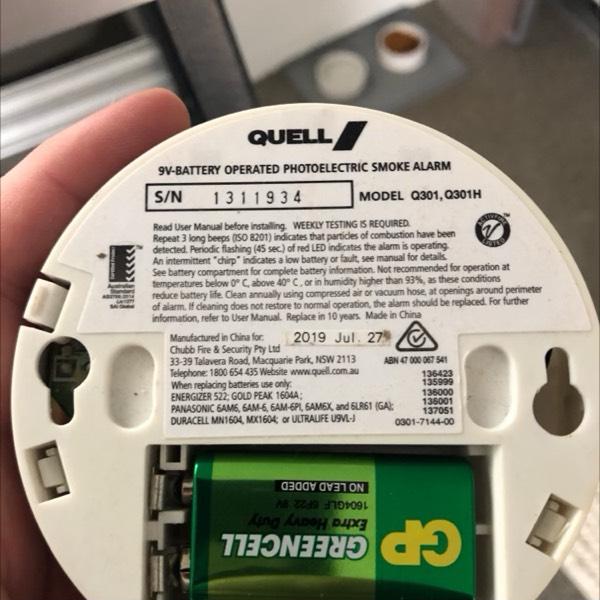 QUELL
9V-BATTERY OPERATED PHOTOELECTRIC SMOKE ALARM
S/N 1311934 MODEL Q301, Q301H
Read User Manual before installing. WEEKLY TESTING IS REQUIRED.
Repeat 3 long beeps (ISO 8201) indicates that particles of combustion have been
detected. Periodic flashing (45 sec.) of red LED indicates the alarm is operating.
An intermittent "chirp" indicates a low battery or fault, see manual for details.
See battery compartment for complete battery information. Not recommended for operation at
temperatures below 0° C, above 40° C, or in humidity higher than 93%, as these conditions
reduce battery life. Clean annually using compressed air or vacuum hose, at openings around perimeter
of alarm. If cleaning does not restore to normal operation, the alarm should be replaced. For further
information, refer to User Manual. Replace in 10 years. Made in China
Australian
Standard
AS3786:2014
SAI Global
LISTED
Manufactured in China for: 2019 Jul. 27
Chubb Fire & Security Pty Ltd
33-39 Talavera Road, Macquarie Park, NSW 2113
ABN 47 000 067 541
Telephone: 1800 654 435 Website www.quell.com.au
When replacing batteries use only:
ENERGIZER 522; GOLD PEAK 1604A;
PANASONIC 6AM6, 6AM-6, 6AM-6PI, 6AM6X, and 6LR61 (GA);
DURACELL MN1604, MX1604; or ULTRALIFE U9VL-J
136423
135999
136000
136001
137051
0301-7144-00
GP
GREENCELL
Extra Heavy Duty
1604GLF 6F22 9V
NO LEAD ADDED